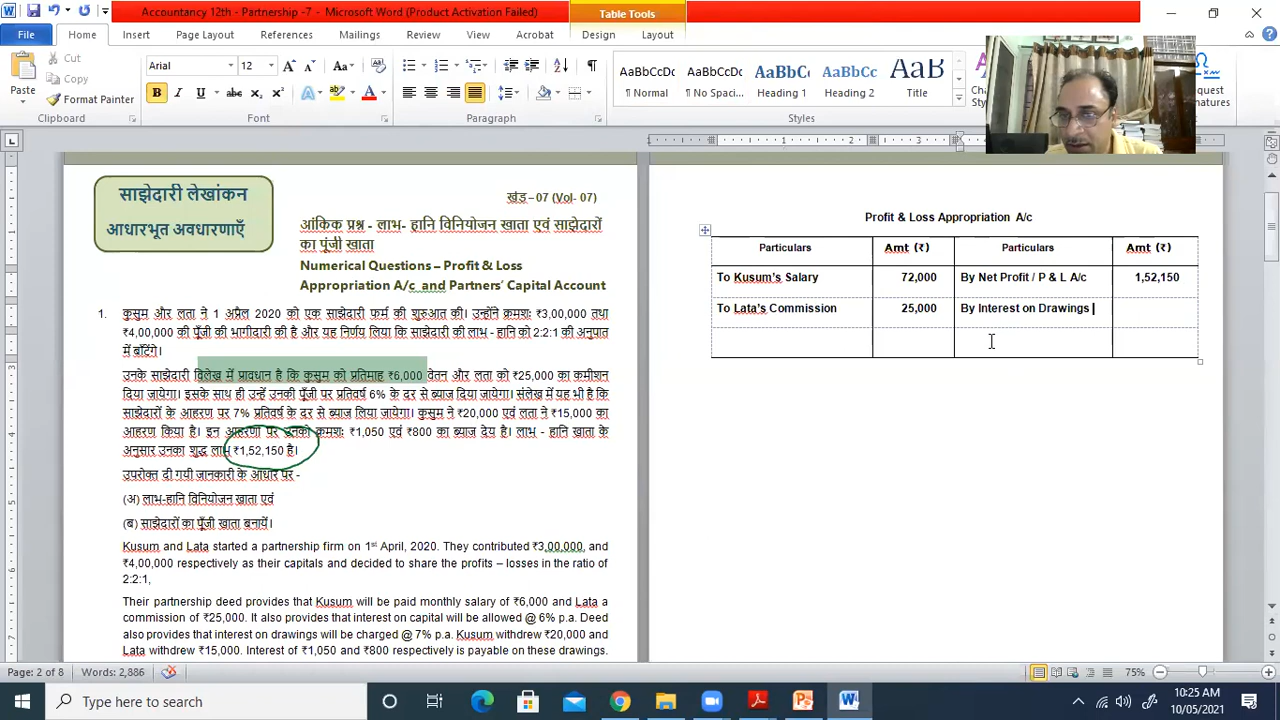 Accountancy 12th - Partnership -7 - Microsoft Word (Product Activation Failed)
Table Tools
File Home Insert Page Layout References Mailings Review View Acrobat Design Layout
Paste
Cut
Copy
Format Painter
Clipboard
Arial 12
Font
Paragraph
AaBbCcDc AaBbCcDc AaBbCc AaBbCc AaB
¶ Normal ¶ No Spaci... Heading 1 Heading 2 Title
Styles
साझेदारी लेखांकन
आधारभूत अवधारणाएँ
खंड – 07 (Vol- 07)
आंकिक प्रश्न - लाभ- हानि विनियोजन खाता एवं साझेदारों
का पूंजी खाता
Numerical Questions – Profit & Loss
Appropriation A/c and Partners’ Capital Account
1. कुसुम और लता ने 1 अप्रैल 2020 को एक साझेदारी फर्म की शुरुआत की। उन्होंने क्रमशः ₹3,00,000 तथा
₹4,00,000 की पूँजी की भागीदारी की है और यह निर्णय लिया कि साझेदारी की लाभ - हानि को 2:2:1 की अनुपात
में बाँटेंगे।
उनके साझेदारी विलेख में प्रावधान है कि कुसुम को प्रतिमाह ₹6,000 वेतन और लता को ₹25,000 का कमीशन
दिया जायेगा। इसके साथ ही उन्हें उनकी पूँजी पर प्रतिवर्ष 6% के दर से ब्याज दिया जायेगा। संलेख में यह भी है कि
साझेदारों के आहरण पर 7% प्रतिवर्ष के दर से ब्याज लिया जायेगा। कुसुम ने ₹20,000 एवं लता ने ₹15,000 का
आहरण किया है। इन आहरणों पर उनको क्रमशः ₹1,050 एवं ₹800 का ब्याज देय है। लाभ - हानि खाता के
अनुसार उनका शुद्ध लाभ ₹1,52,150 है।
उपरोक्त दी गयी जानकारी के आधार पर -
(अ) लाभ-हानि विनियोजन खाता एवं
(ब) साझेदारों का पूँजी खाता बनायें।
Kusum and Lata started a partnership firm on 1st April, 2020. They contributed ₹3,00,000, and
₹4,00,000 respectively as their capitals and decided to share the profits – losses in the ratio of
2:2:1,
Their partnership deed provides that Kusum will be paid monthly salary of ₹6,000 and Lata a
commission of ₹25,000. It also provides that interest on capital will be allowed @ 6% p.a. Deed
also provides that interest on drawings will be charged @ 7% p.a. Kusum withdrew ₹20,000 and
Lata withdrew ₹15,000. Interest of ₹1,050 and ₹800 respectively is payable on these drawings.
Profit & Loss Appropriation A/c
Particulars Amt (₹) Particulars Amt (₹)
To Kusum’s Salary 72,000 By Net Profit / P & L A/c 1,52,150
To Lata’s Commission 25,000 By Interest on Drawings
Page: 2 of 8 Words: 2,886 75%
Type here to search
10:25 AM
10/05/2021